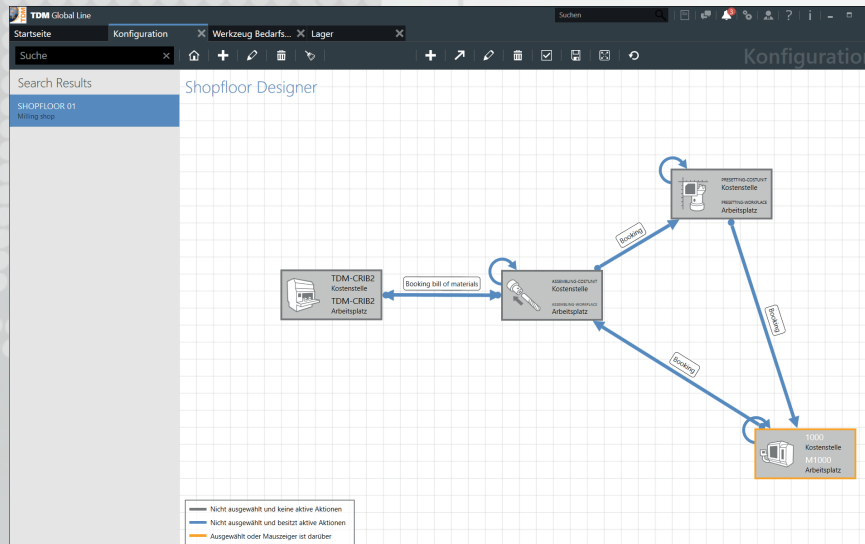 TDM Global Line
Suchen
3
Startseite
Konfiguration
Werkzeug Bedarfs...
Lager
Suche
Konfiguration
Search Results
SHOPFLOOR 01
Milling shop
Shopfloor Designer
PRESETTING-COSTUNIT
Kostenstelle
PRESETTING-WORKPLACE
Arbeitsplatz
Booking
TDM-CRIB2
Kostenstelle
TDM-CRIB2
Arbeitsplatz
Booking bill of materials
ASSEMBLING-COSTUNIT
Kostenstelle
ASSEMBLING-WORKPLACE
Arbeitsplatz
Booking
Booking
1000
Kostenstelle
M1000
Arbeitsplatz
Nicht ausgewählt und keine aktive Aktionen
Nicht ausgewählt und besitzt active Aktionen
Ausgewählt oder Mauszeiger ist darüber